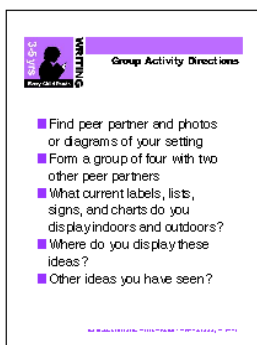 3-5 yrs
WRITING
Every Child Reads
Group Activity Directions
Find peer partner and photos
or diagrams of your setting
Form a group of four with two
other peer partners
What current labels, lists,
signs, and charts do you
display indoors and outdoors?
Where do you display these
ideas?
Other ideas you have seen?